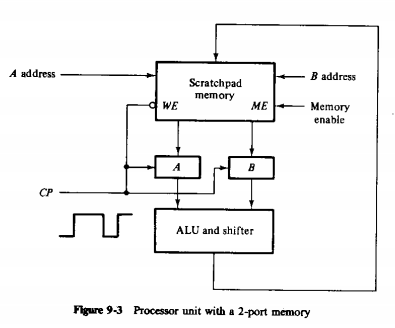 A address
B address
Scratchpad
memory
WE
ME
Memory
enable
A
B
CP
ALU and shifter
Figure 9-3 Processor unit with a 2-port memory